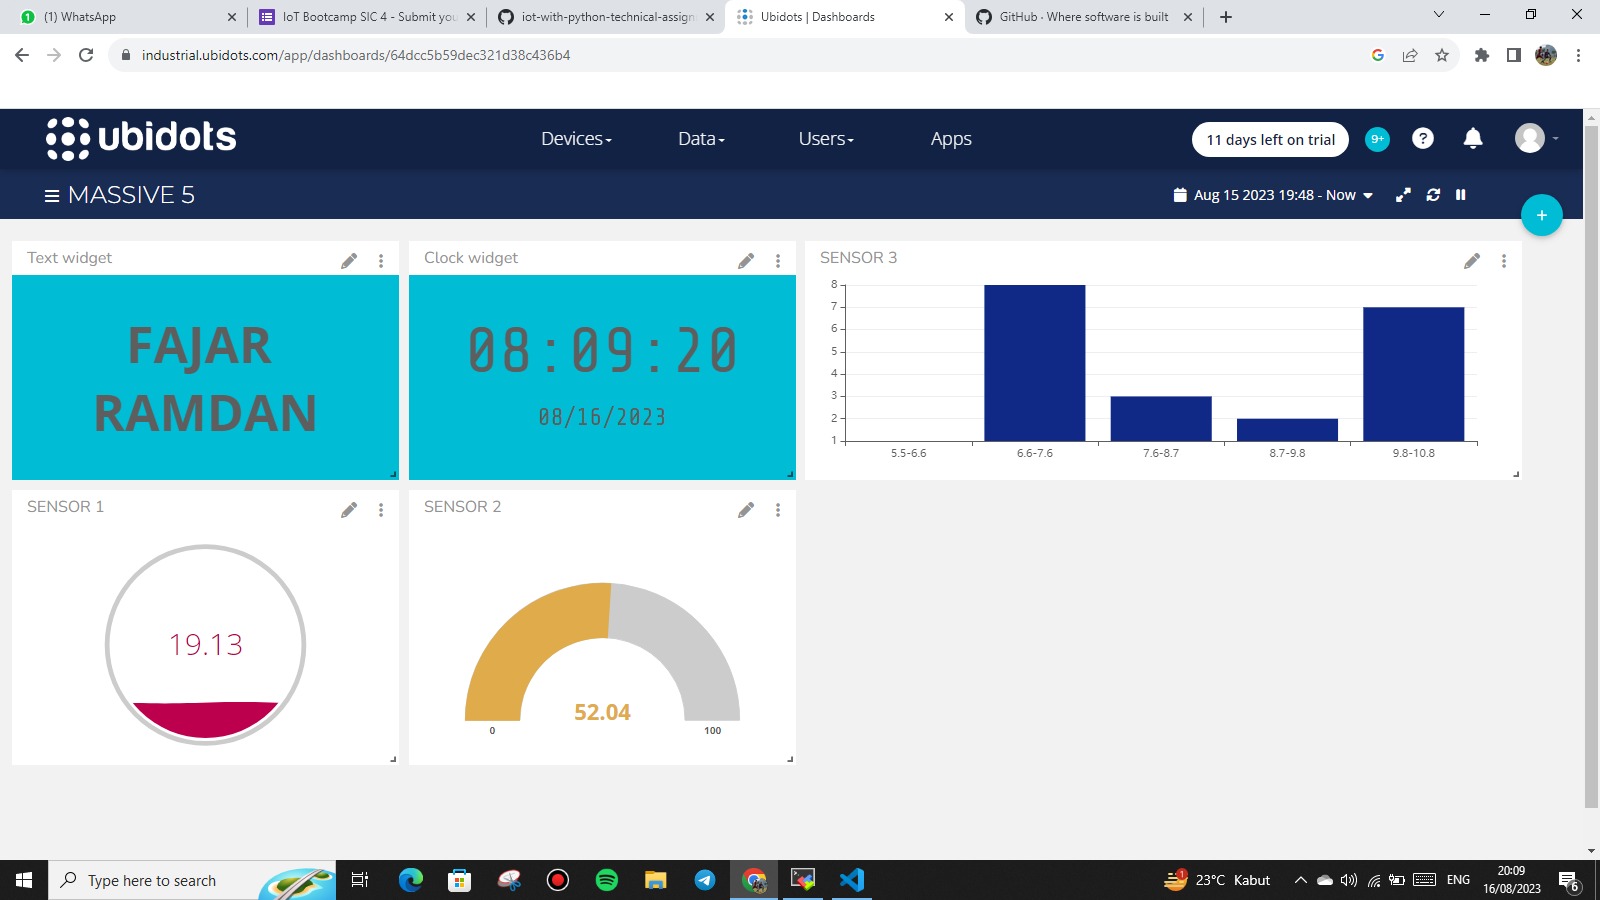 (1) WhatsApp
IoT Bootcamp SIC 4 - Submit you
iot-with-python-technical-assign
Ubidots | Dashboards
GitHub · Where software is built
industrial.ubidots.com/app/dashboards/64dcc5b59dec321d38c436b4
ubidots
Devices
Data
Users
Apps
11 days left on trial
9+
?
MASSIVE 5
Aug 15 2023 19:48 - Now
Text widget
FAJAR
RAMDAN
Clock widget
08:09:20
08/16/2023
SENSOR 3
8
7
6
5
4
3
2
1
5.5-6.6
6.6-7.6
7.6-8.7
8.7-9.8
9.8-10.8
SENSOR 1
19.13
SENSOR 2
52.04
0
100
Type here to search
1
23°C Kabut
ENG
20:09
16/08/2023
6